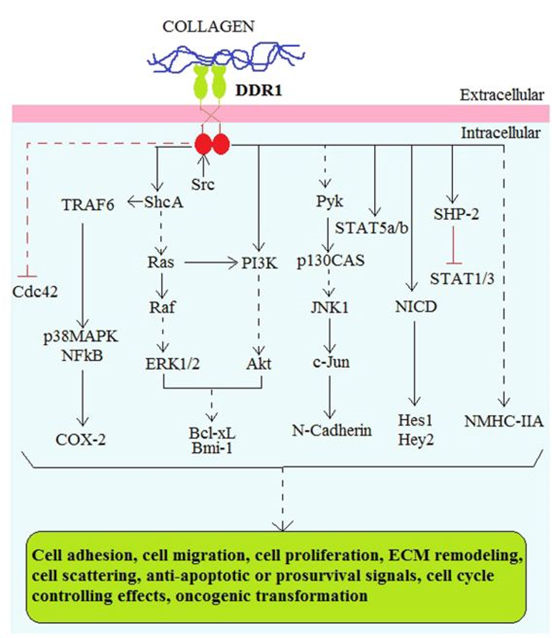 COLLAGEN
DDR1
Extracellular
Intracellular
Src
TRAF6
ShcA
Pyk
STAT5a/b
SHP-2
Cdc42
Ras
PI3K
p130CAS
STAT1/3
Raf
JNK1
NICD
p38MAPK
NFkB
ERK1/2
Akt
c-Jun
COX-2
Bcl-xL
Bmi-1
N-Cadherin
Hes1
Hey2
NMHC-IIA
Cell adhesion, cell migration, cell proliferation, ECM remodeling,
cell scattering, anti-apoptotic or prosurvival signals, cell cycle
controlling effects, oncogenic transformation